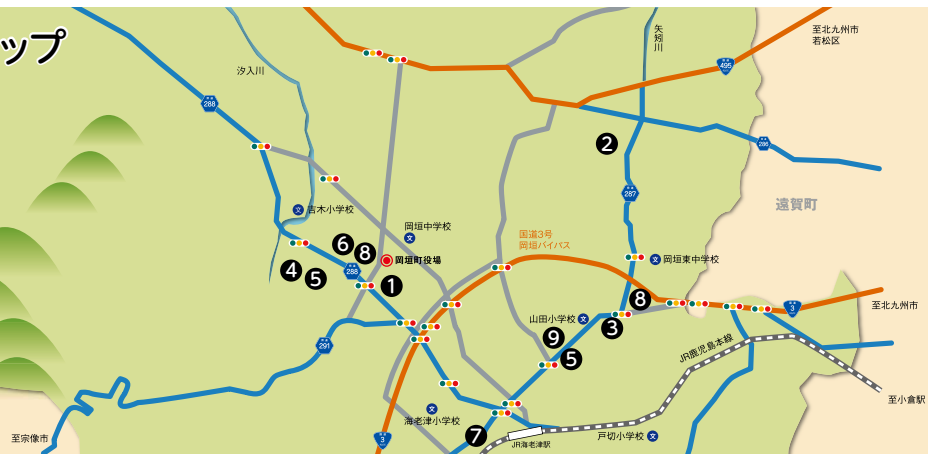 ップ
汐入川
矢矧川
至北九州市
若松区
495
288
286
2
287
遠賀町
吉木小学校
岡垣中学校
国道3号
岡垣バイパス
岡垣町役場
岡垣東中学校
6
8
4
5
288
1
8
3
3
至北九州市
山田小学校
9
5
291
JR鹿児島本線
至小倉駅
海老津小学校
7
JR海老津駅
戸切小学校
3
至宗像市